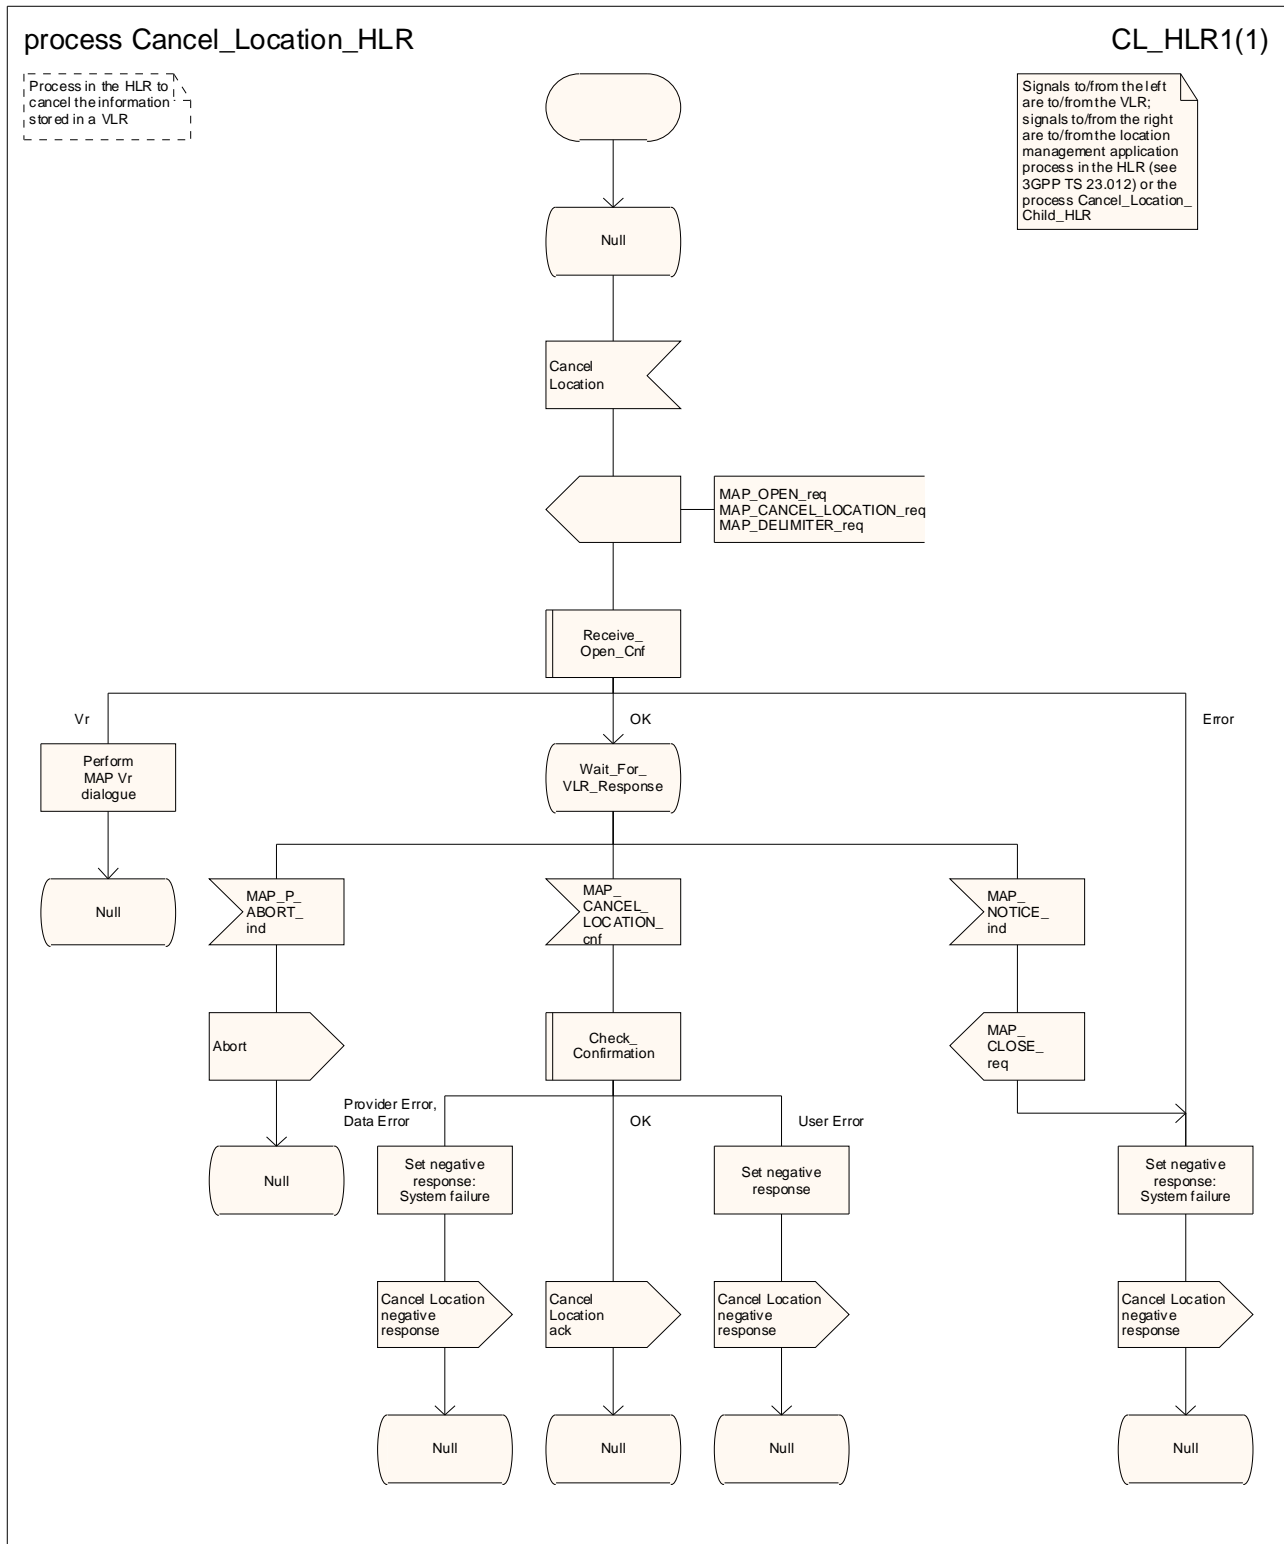 process Cancel_Location_HLR
CL_HLR1(1)
Process in the HLR to
cancel the information
stored in a VLR
Signals to/from the left
are to/from the VLR;
signals to/from the right
are to/from the location
management application
process in the HLR (see
3GPP TS 23.012) or the
process Cancel_Location_
Child_HLR
Null
Cancel
Location
MAP_OPEN_req
MAP_CANCEL_LOCATION_req
MAP_DELIMITER_req
Receive_
Open_Cnf
Vr
OK
Error
Perform
MAP Vr
dialogue
Wait_For_
VLR_Response
Null
MAP_P_
ABORT_
ind
MAP_
CANCEL_
LOCATION_
cnf
MAP_
NOTICE_
ind
Abort
Check_
Confirmation
MAP_
CLOSE_
req
Provider Error,
Data Error
OK
User Error
Null
Set negative
response:
System failure
Set negative
response
Set negative
response:
System failure
Cancel Location
negative
response
Cancel
Location
ack
Cancel Location
negative
response
Cancel Location
negative
response
Null
Null
Null
Null